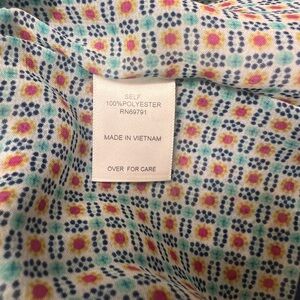 SELF
100%POLYESTER
RN69791
MADE IN VIETNAM
OVER FOR CARE